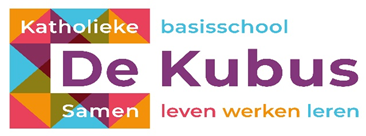 Katholieke basisschool
De Kubus
Samen leven werken leren